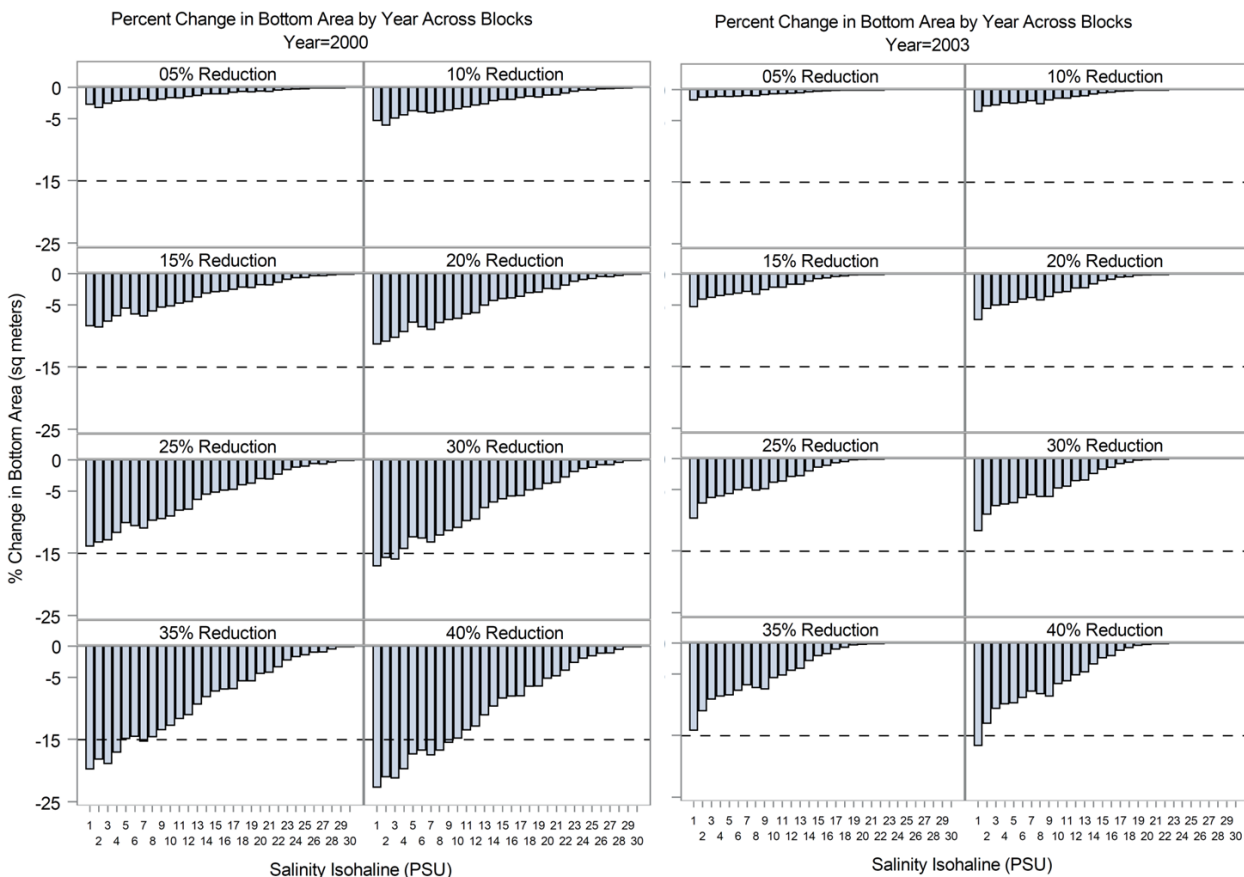 Percent Change in Bottom Area by Year Across Blocks
Year=2000
% Change in Bottom Area (sq meters)
05% Reduction
10% Reduction
0
-5
-15
-25
15% Reduction
20% Reduction
0
-5
-15
-25
25% Reduction
30% Reduction
0
-5
-15
-25
35% Reduction
40% Reduction
0
-5
-15
-25
1 3 5 7 9 11 13 15 17 19 21 23 25 27 29 1 3 5 7 9 11 13 15 17 19 21 23 25 27 29
2 4 6 8 10 12 14 16 18 20 22 24 26 28 30 2 4 6 8 10 12 14 16 18 20 22 24 26 28 30
Salinity Isohaline (PSU)
Percent Change in Bottom Area by Year Across Blocks
Year=2003
05% Reduction
10% Reduction
15% Reduction
20% Reduction
25% Reduction
30% Reduction
35% Reduction
40% Reduction
1 3 5 7 9 11 13 15 17 19 21 23 25 27 29 1 3 5 7 9 11 13 15 17 19 21 23 25 27 29
2 4 6 8 10 12 14 16 18 20 22 24 26 28 30 2 4 6 8 10 12 14 16 18 20 22 24 26 28 30
Salinity Isohaline (PSU)